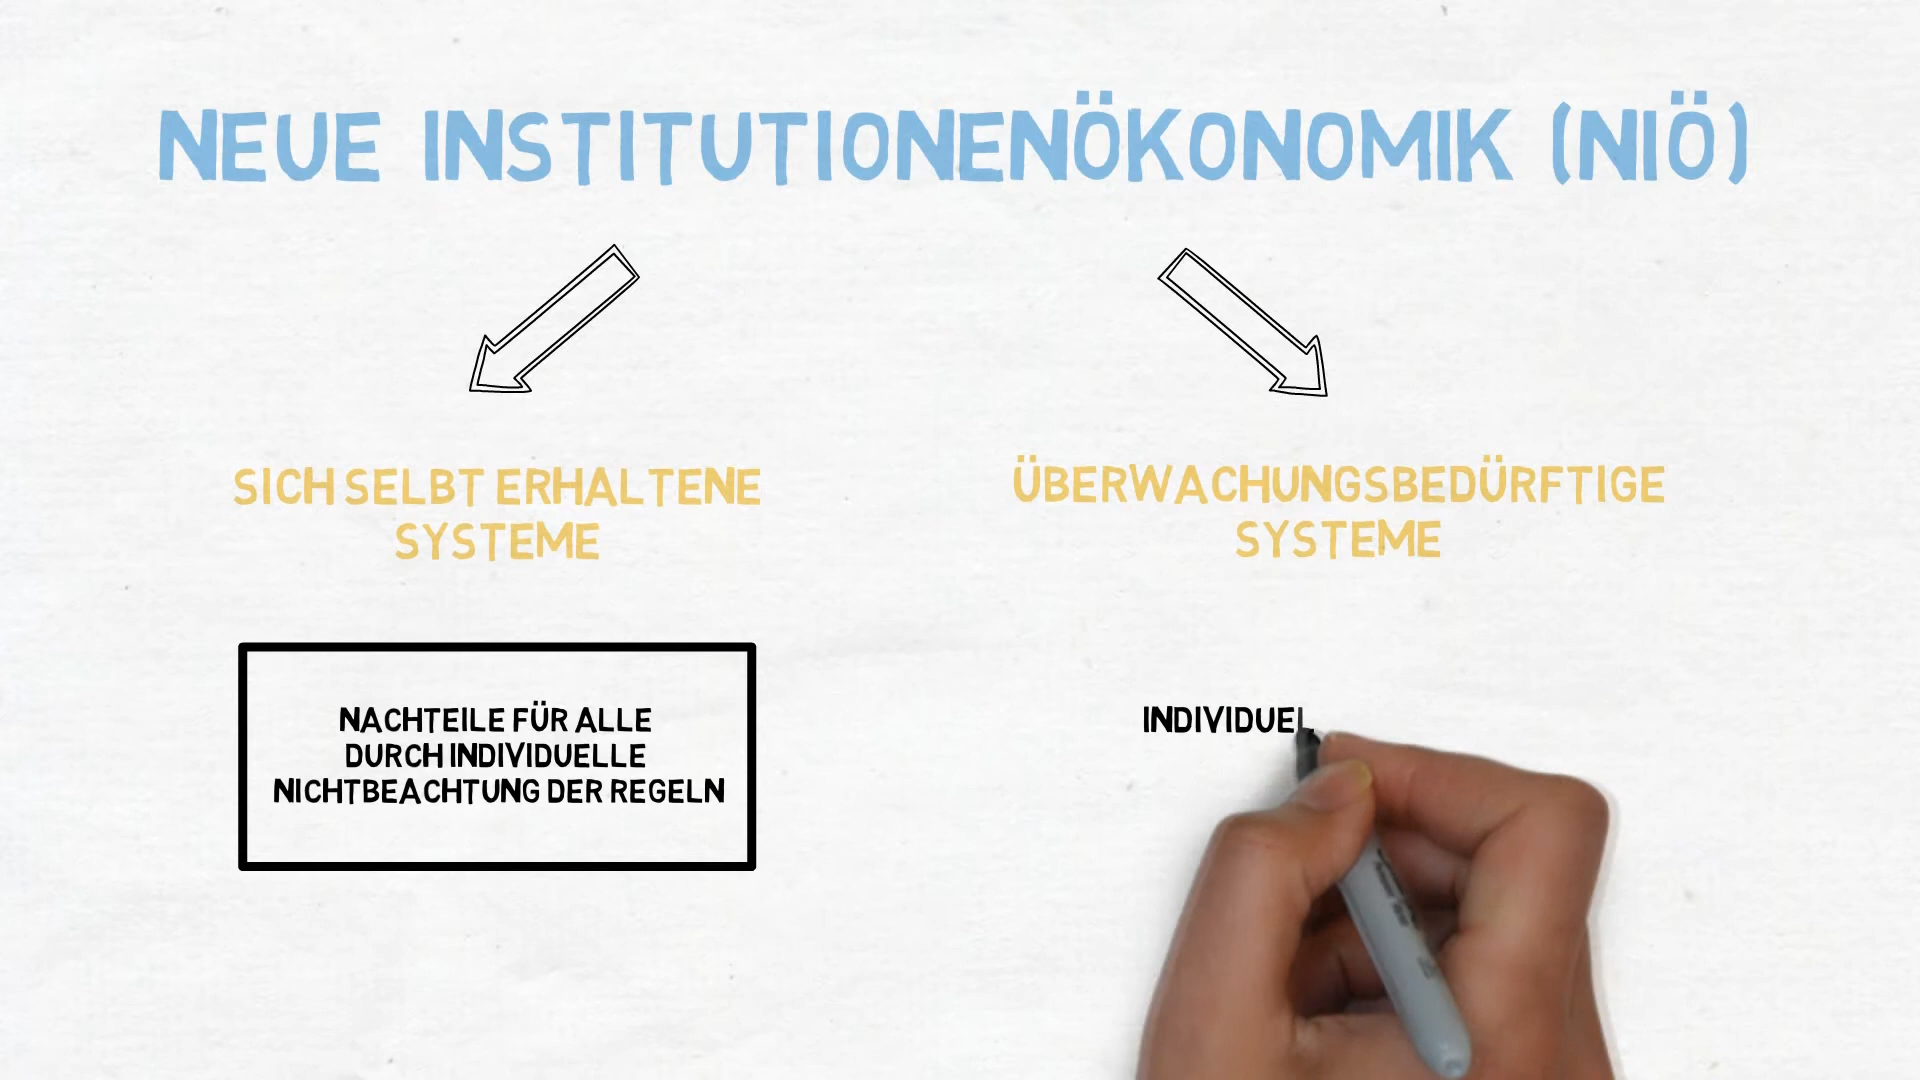 NEUE INSTITUTIONENÖKONOMIK (NIÖ)
SICH SELBT ERHALTENE
SYSTEME
ÜBERWACHUNGSBEDÜRFTIGE
SYSTEME
NACHTEILE FÜR ALLE
DURCH INDIVIDUELLE
NICHTBEACHTUNG DER REGELN
INDIVIDUEL